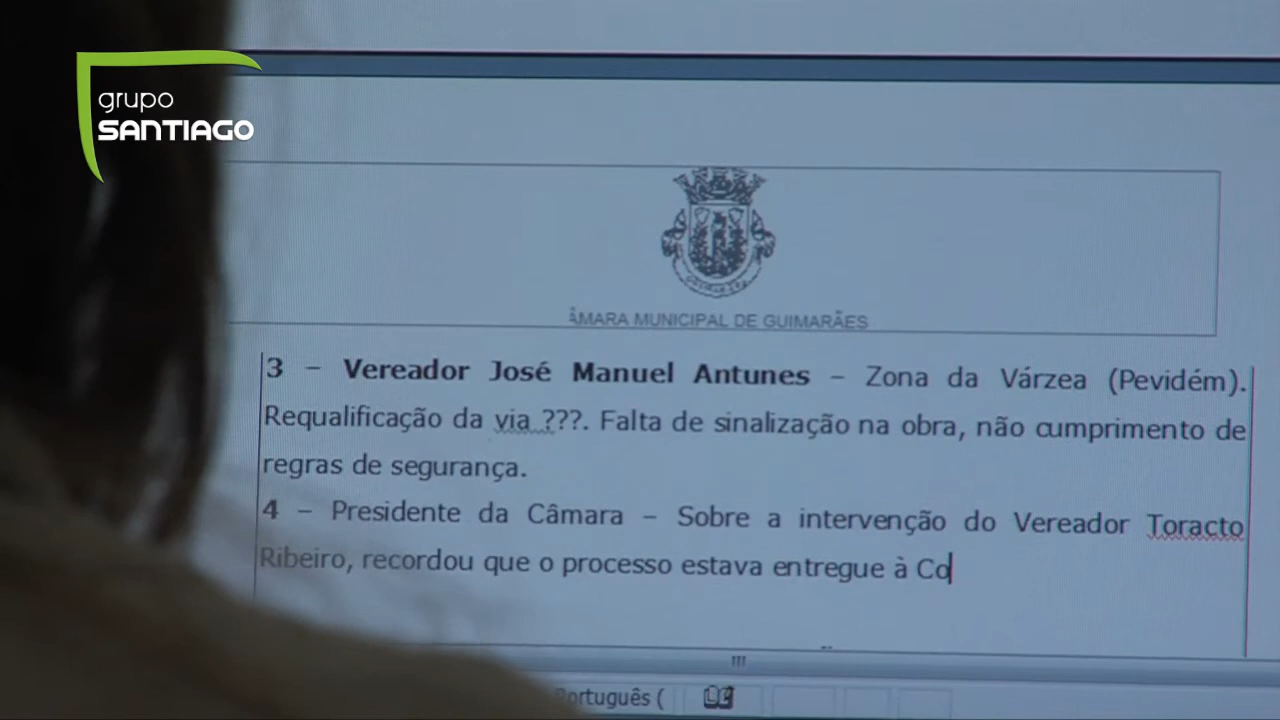 grupo
SANTIAGO
ÂMARA MUNICIPAL DE GUIMARÃES
3 – Vereador José Manuel Antunes – Zona da Várzea (Pevidém).
Requalificação da via ???. Falta de sinalização na obra, não cumprimento de
regras de segurança.
4 – Presidente da Câmara – Sobre a intervenção do Vereador Toracto
Ribeiro, recordou que o processo estava entregue à Co
ortuguês (